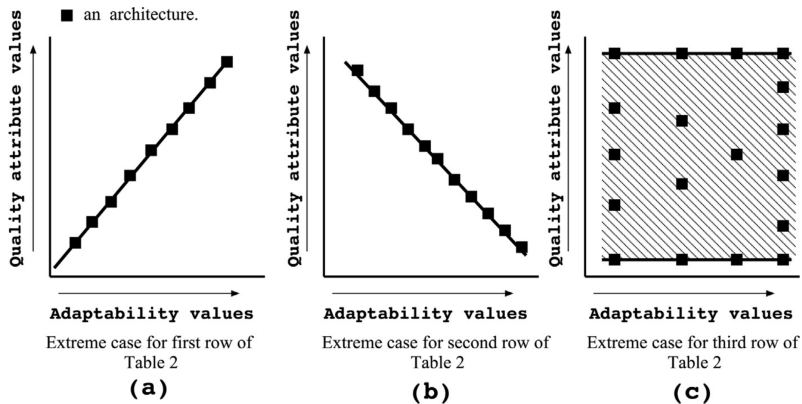 an architecture.
Quality attribute values
Adaptability values
Extreme case for first row of
Table 2
(a)
Quality attribute values
Adaptability values
Extreme case for second row of
Table 2
(b)
Quality attribute values
Adaptability values
Extreme case for third row of
Table 2
(c)